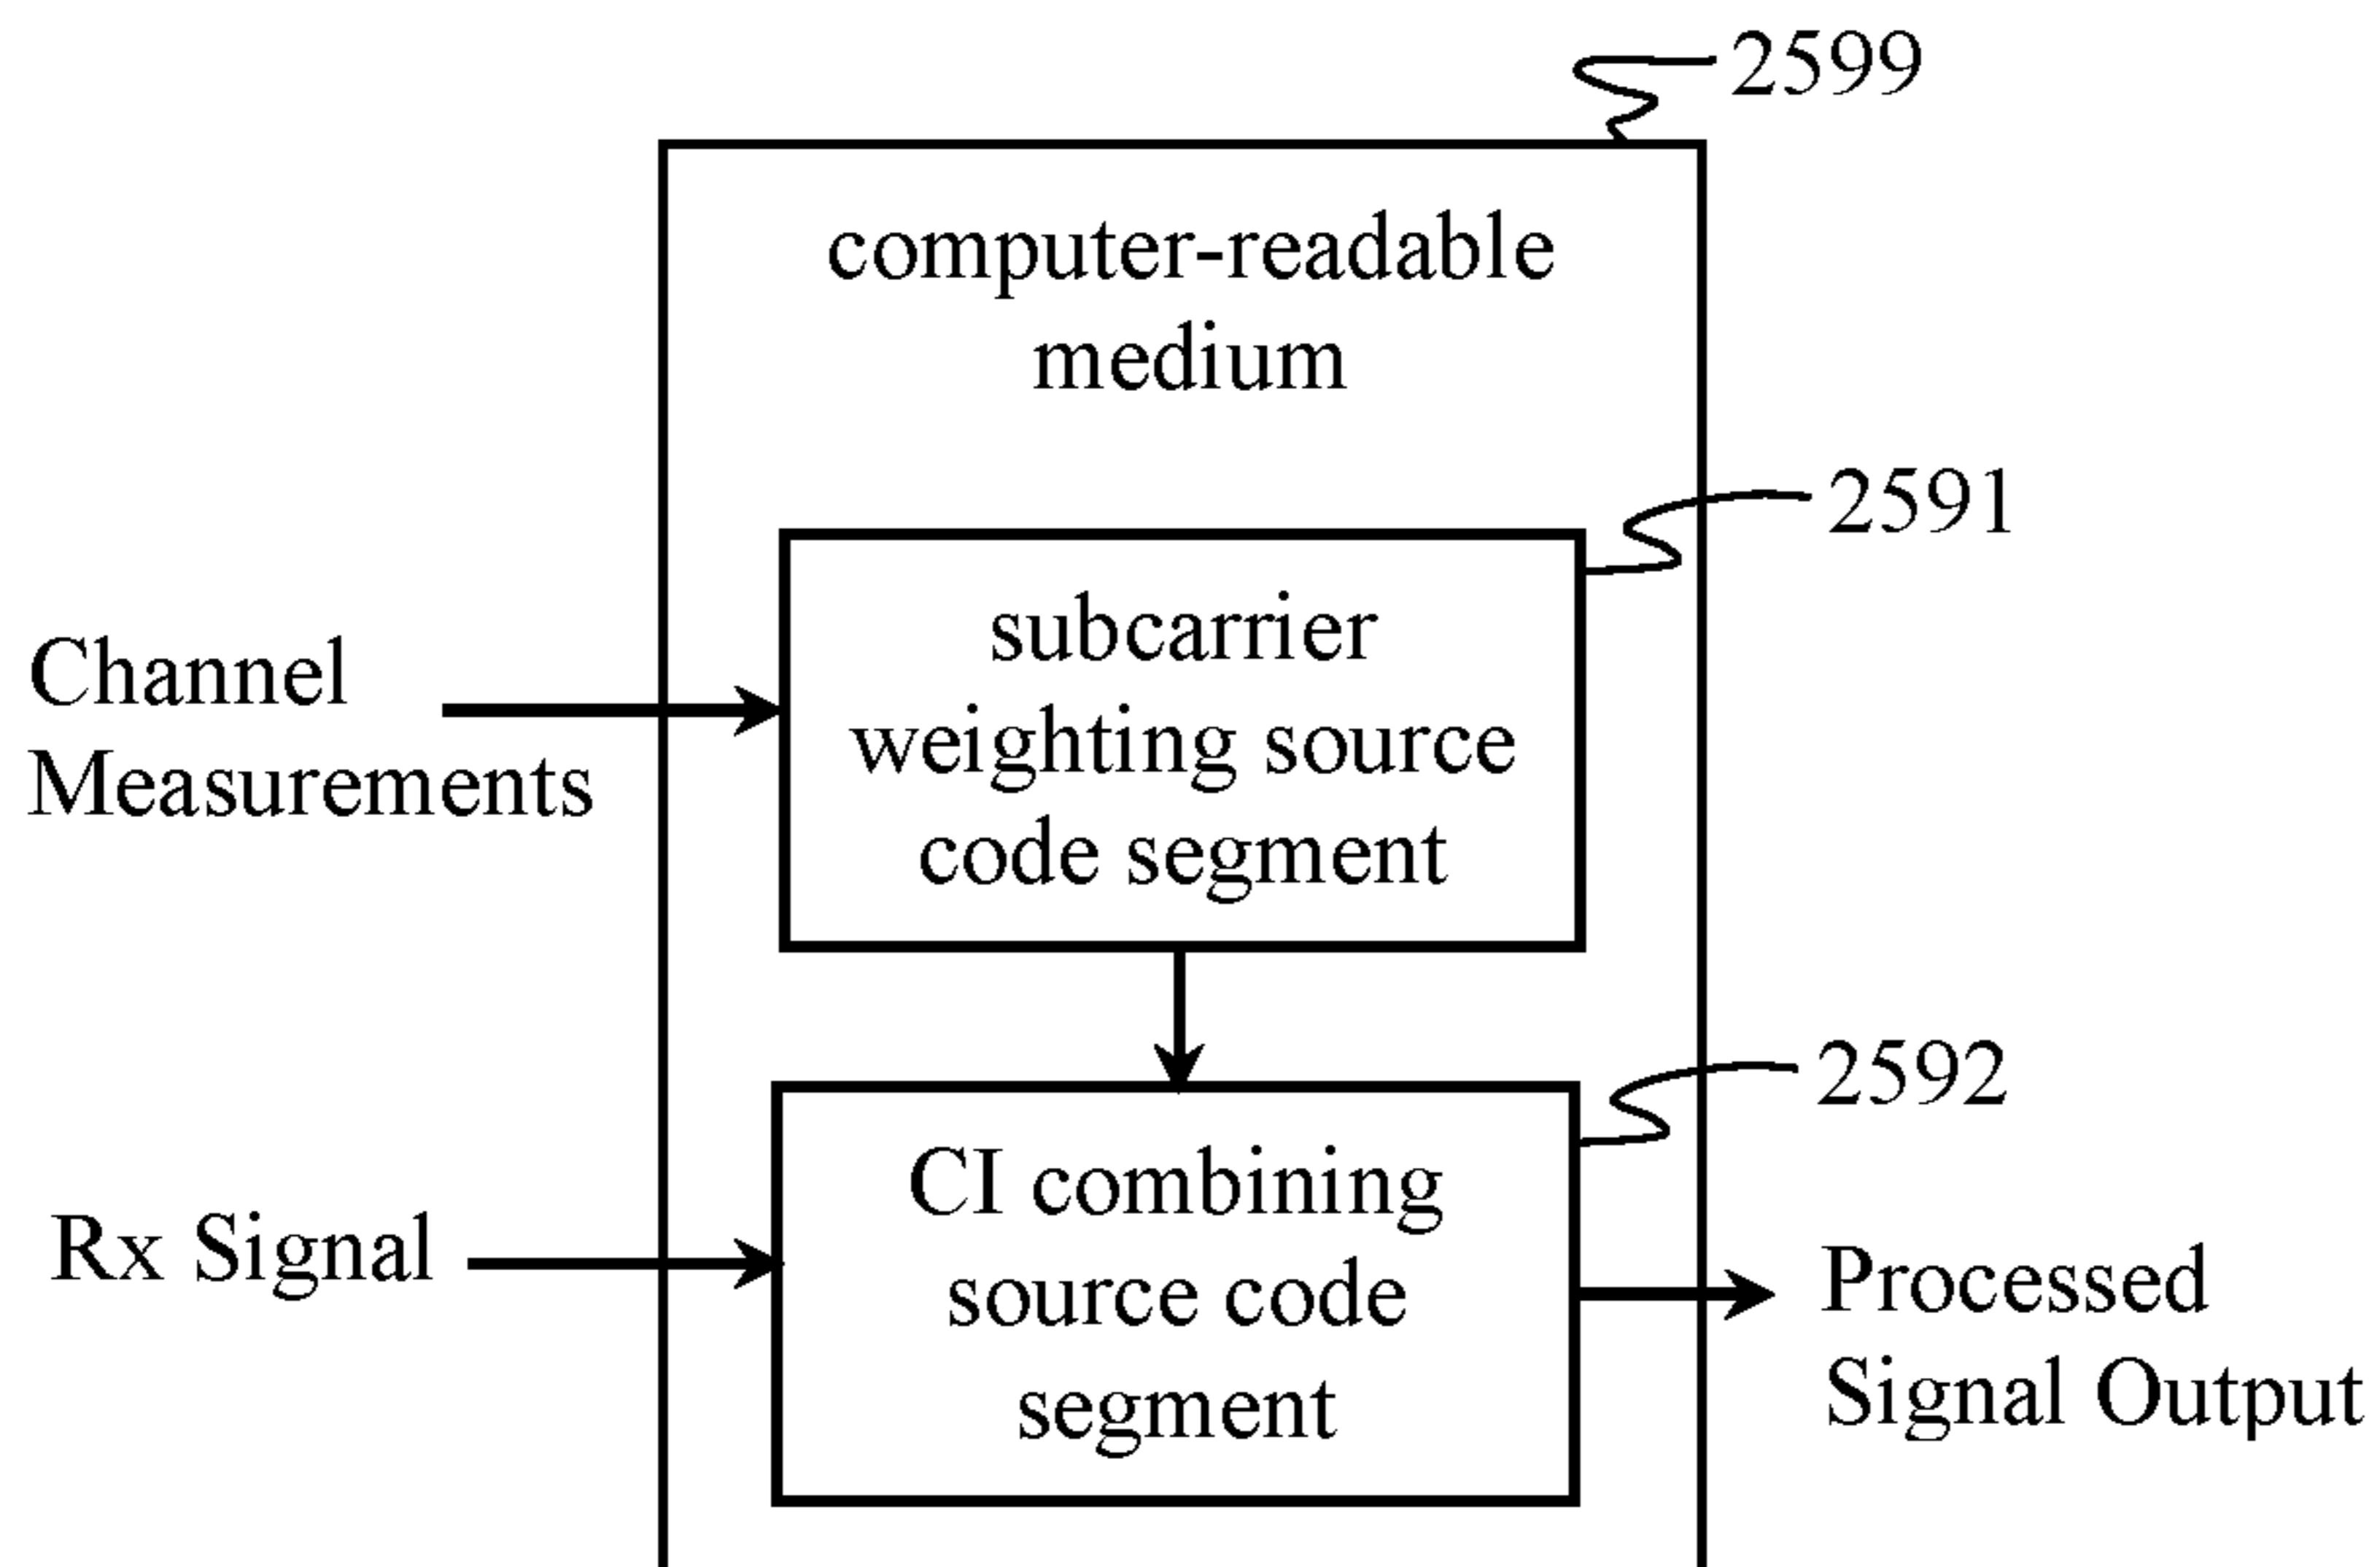 2599
computer-readable
medium
2591
subcarrier
weighting source
code segment
Channel
Measurements
2592
CI combining
source code
segment
Rx Signal
Processed
Signal Output